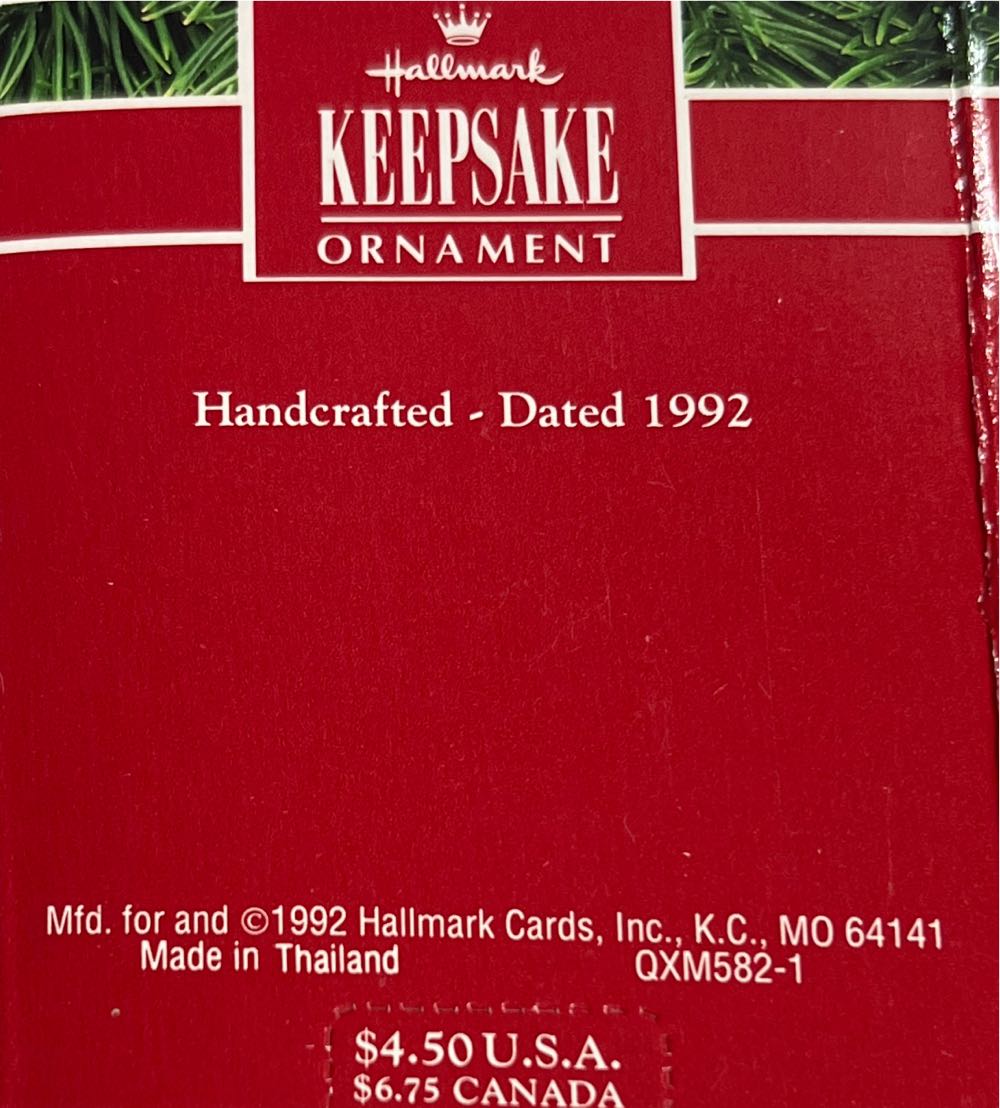 Hallmark
KEEPSAKE
ORNAMENT
Handcrafted - Dated 1992
Mfd. for and ©1992 Hallmark Cards, Inc., K.C., MO 64141
Made in Thailand QXM582-1
$4.50 U.S.A.
$6.75 CANADA